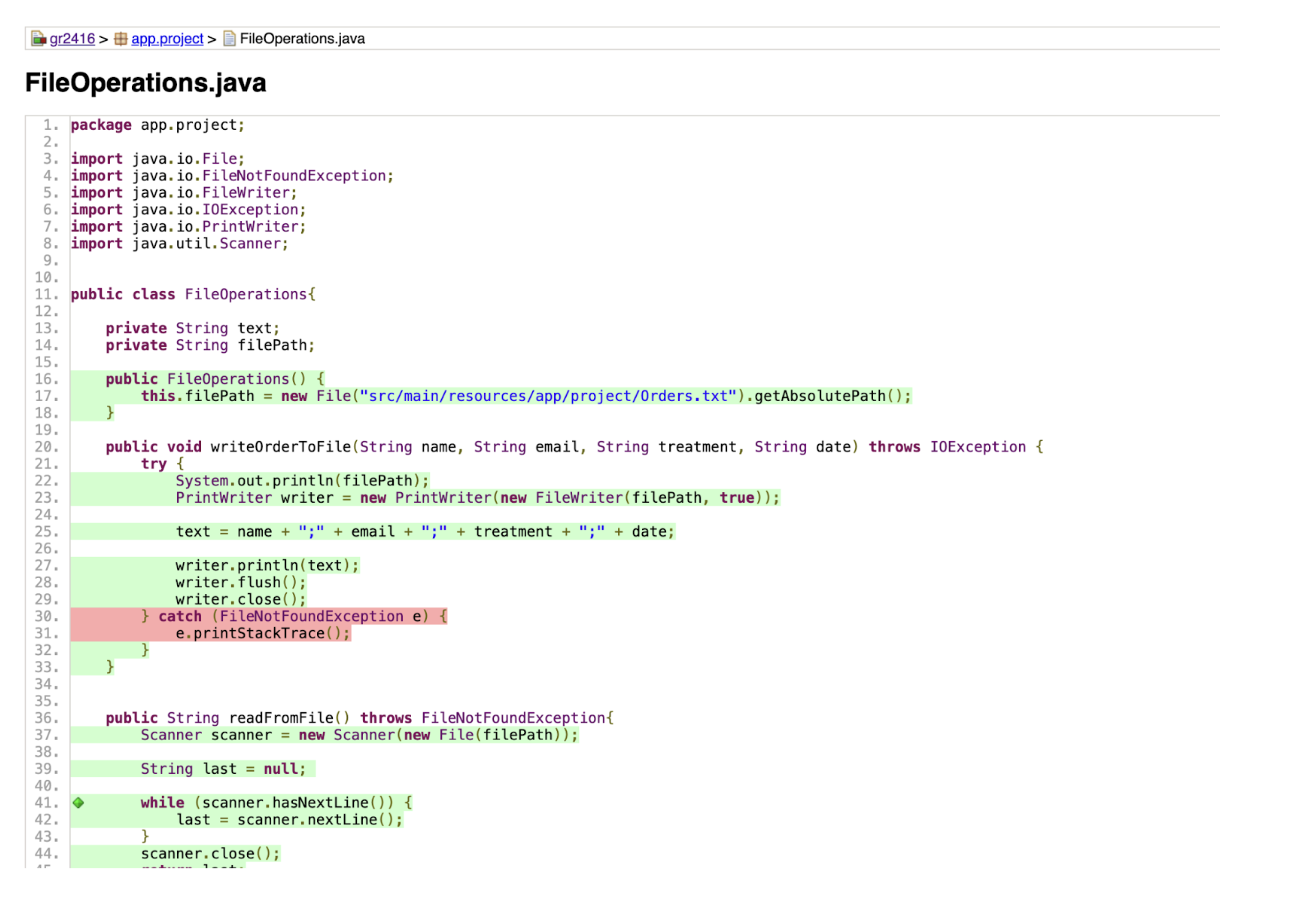 gr2416 > app.project > FileOperations.java
FileOperations.java
1. package app.project;
2.
3. import java.io.File;
4. import java.io.FileNotFoundException;
5. import java.io.FileWriter;
6. import java.io.IOException;
7. import java.io.PrintWriter;
8. import java.util.Scanner;
9.
10.
11. public class FileOperations{
12.
13.     private String text;
14.     private String filePath;
15.
16.     public FileOperations() {
17.         this.filePath = new File("src/main/resources/app/project/Orders.txt").getAbsolutePath();
18.     }
19.
20.     public void writeOrderToFile(String name, String email, String treatment, String date) throws IOException {
21.         try {
22.             System.out.println(filePath);
23.             PrintWriter writer = new PrintWriter(new FileWriter(filePath, true));
24.
25.             text = name + ";" + email + ";" + treatment + ";" + date;
26.
27.             writer.println(text);
28.             writer.flush();
29.             writer.close();
30.         } catch (FileNotFoundException e) {
31.             e.printStackTrace();
32.         }
33.     }
34.
35.
36.     public String readFromFile() throws FileNotFoundException{
37.         Scanner scanner = new Scanner(new File(filePath));
38.
39.         String last = null;
40.
41.         while (scanner.hasNextLine()) {
42.             last = scanner.nextLine();
43.         }
44.         scanner.close();